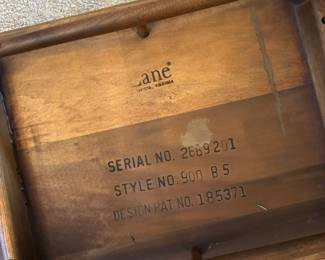 Lane®
SERIAL NO. 2669201
STYLE NO. 900 85
DESIGN PAT NO. 185371